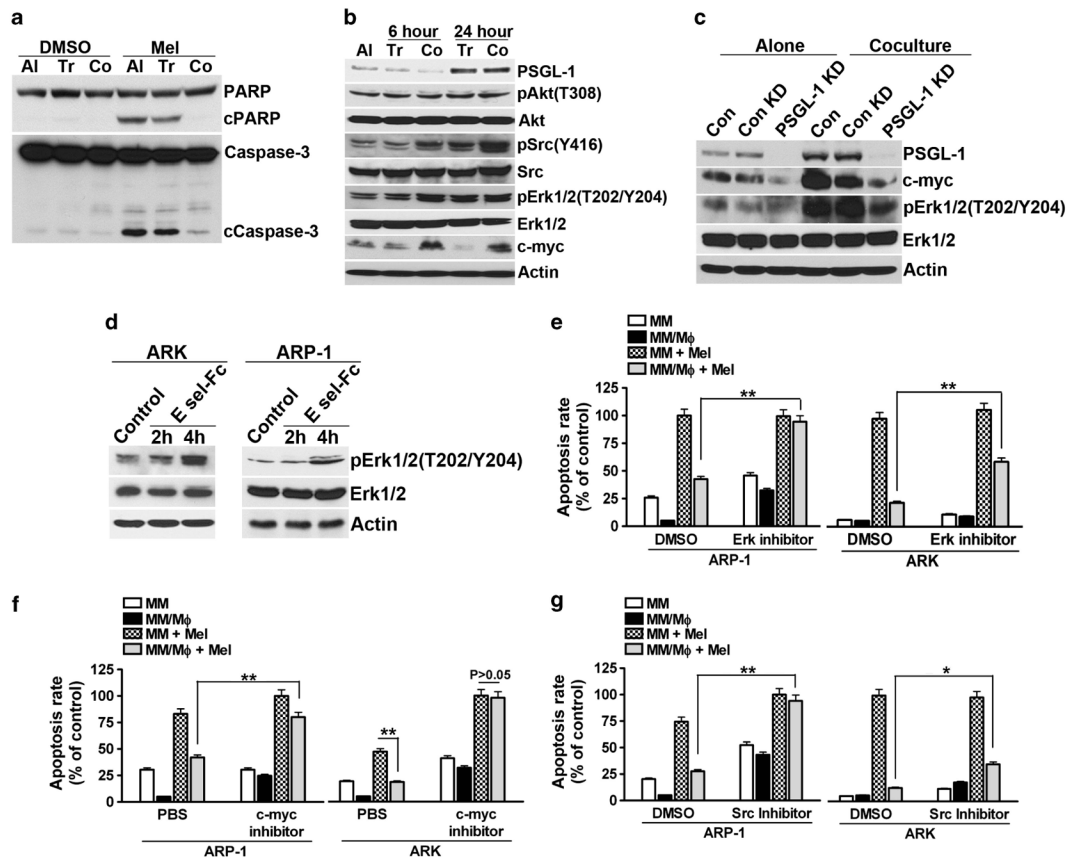 a
DMSO Mel
Al Tr Co Al Tr Co
PARP
cPARP
Caspase-3
cCaspase-3
b
6 hour 24 hour
Al Tr Co Tr Co
PSGL-1
pAkt(T308)
Akt
pSrc(Y416)
Src
pErk1/2(T202/Y204)
Erk1/2
c-myc
Actin
c
Alone Coculture
Con Con KD PSGL-1 KD Con Con KD PSGL-1 KD
PSGL-1
c-myc
pErk1/2(T202/Y204)
Erk1/2
Actin
d
ARK ARP-1
Control E sel-Fc 2h 4h Control E sel-Fc 2h 4h
pErk1/2(T202/Y204)
Erk1/2
Actin
e
MM
MM/Mϕ
MM + Mel
MM/Mϕ + Mel
Apoptosis rate
(% of control)
125
100
75
50
25
0
** **
DMSO Erk inhibitor DMSO Erk inhibitor
ARP-1 ARK
f
MM
MM/Mϕ
MM + Mel
MM/Mϕ + Mel
Apoptosis rate
(% of control)
125
100
75
50
25
0
** ** P>0.05
PBS c-myc inhibitor PBS c-myc inhibitor
ARP-1 ARK
g
MM
MM/Mϕ
MM + Mel
MM/Mϕ + Mel
Apoptosis rate
(% of control)
125
100
75
50
25
0
** *
DMSO Src Inhibitor DMSO Src Inhibitor
ARP-1 ARK